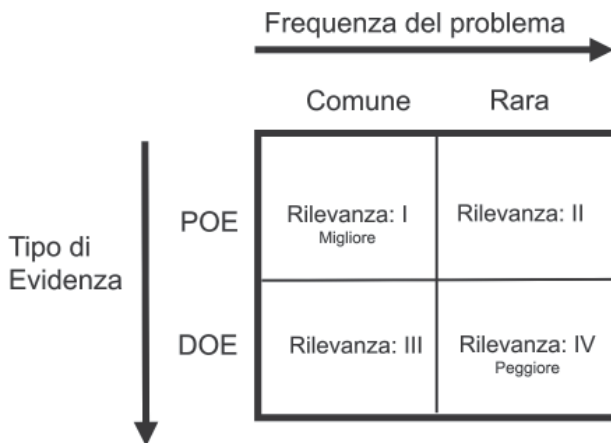 Frequenza del problema
Comune Rara
Tipo di
Evidenza
POE Rilevanza: I Rilevanza: II
Migliore
DOE Rilevanza: III Rilevanza: IV
Peggiore